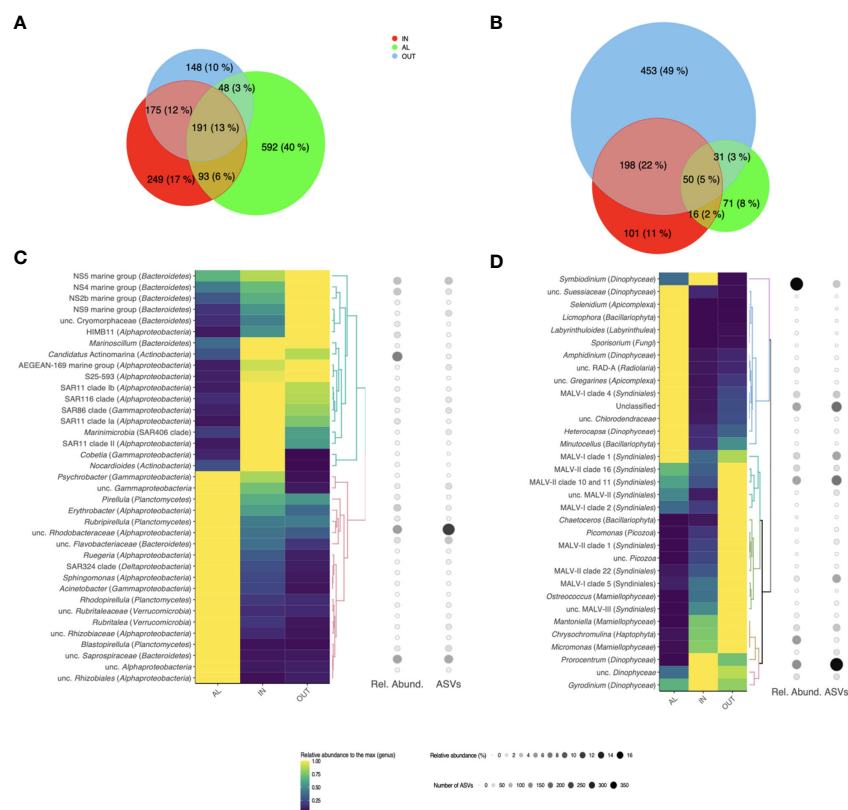 A
IN
AL
OUT
148 (10 %)
48 (3 %)
175 (12 %)
191 (13 %)
592 (40 %)
249 (17 %)
93 (6 %)
B
453 (49 %)
198 (22 %)
31 (3 %)
50 (5 %)
71 (8 %)
16 (2 %)
101 (11 %)
C
NS5 marine group (Bacteroidetes)
NS4 marine group (Bacteroidetes)
NS2b marine group (Bacteroidetes)
NS9 marine group (Bacteroidetes)
unc. Cryomorphaceae (Bacteroidetes)
HIMB11 (Alphaproteobacteria)
Marinoscillum (Bacteroidetes)
Candidatus Actinomarina (Actinobacteria)
AEGEAN-169 marine group (Alphaproteobacteria)
S25-593 (Alphaproteobacteria)
SAR11 clade Ib (Alphaproteobacteria)
SAR116 clade (Alphaproteobacteria)
SAR86 clade (Gammaproteobacteria)
SAR11 clade Ia (Alphaproteobacteria)
Marinimicrobia (SAR406 clade)
SAR11 clade II (Alphaproteobacteria)
Cobetia (Gammaproteobacteria)
Nocardioides (Actinobacteria)
Psychrobacter (Gammaproteobacteria)
unc. Gammaproteobacteria
Pirellula (Planctomycetes)
Erythrobacter (Alphaproteobacteria)
Rubripirellula (Planctomycetes)
unc. Rhodobacteraceae (Alphaproteobacteria)
unc. Flavobacteriaceae (Bacteroidetes)
Ruegeria (Alphaproteobacteria)
SAR324 clade (Deltaproteobacteria)
Sphingomonas (Alphaproteobacteria)
Acinetobacter (Gammaproteobacteria)
Rhodopirellula (Planctomycetes)
unc. Rubritaleaceae (Verrucomicrobia)
Rubritalea (Verrucomicrobia)
unc. Rhizobiaceae (Alphaproteobacteria)
Blastopirellula (Planctomycetes)
unc. Saprospiraceae (Bacteroidetes)
unc. Alphaproteobacteria
unc. Rhizobiales (Alphaproteobacteria)
AL IN OUT
Rel. Abund. ASVs
D
Symbiodinium (Dinophyceae)
unc. Suessiaceae (Dinophyceae)
Selenidium (Apicomplexa)
Licmophora (Bacillariophyta)
Labyrinthuloides (Labyrinthulea)
Sporisorium (Fungi)
Amphidinium (Dinophyceae)
unc. RAD-A (Radiolaria)
unc. Gregarines (Apicomplexa)
MALV-I clade 4 (Syndiniales)
Unclassified
unc. Chlorodendraceae
Heterocapsa (Dinophyceae)
Minutocellus (Bacillariophyta)
MALV-I clade 1 (Syndiniales)
MALV-II clade 16 (Syndiniales)
MALV-II clade 10 and 11 (Syndiniales)
unc. MALV-II (Syndiniales)
MALV-I clade 2 (Syndiniales)
Chaetoceros (Bacillariophyta)
Picomonas (Picozoa)
MALV-II clade 1 (Syndiniales)
unc. Picozoa
MALV-II clade 22 (Syndiniales)
MALV-I clade 5 (Syndiniales)
Ostreococcus (Mamiellophyceae)
unc. MALV-III (Syndiniales)
Mantoniella (Mamiellophyceae)
Chrysochromulina (Haptophyta)
Micromonas (Mamiellophyceae)
Prorocentrum (Dinophyceae)
unc. Dinophyceae
Gyrodinium (Dinophyceae)
AL IN OUT
Rel. Abund. ASVs
Relative abundance to the max (genus)
1.00
0.75
0.50
0.25
Relative abundance (%) 0 2 4 6 8 10 12 14 16
Number of ASVs 0 50 100 150 200 250 300 350